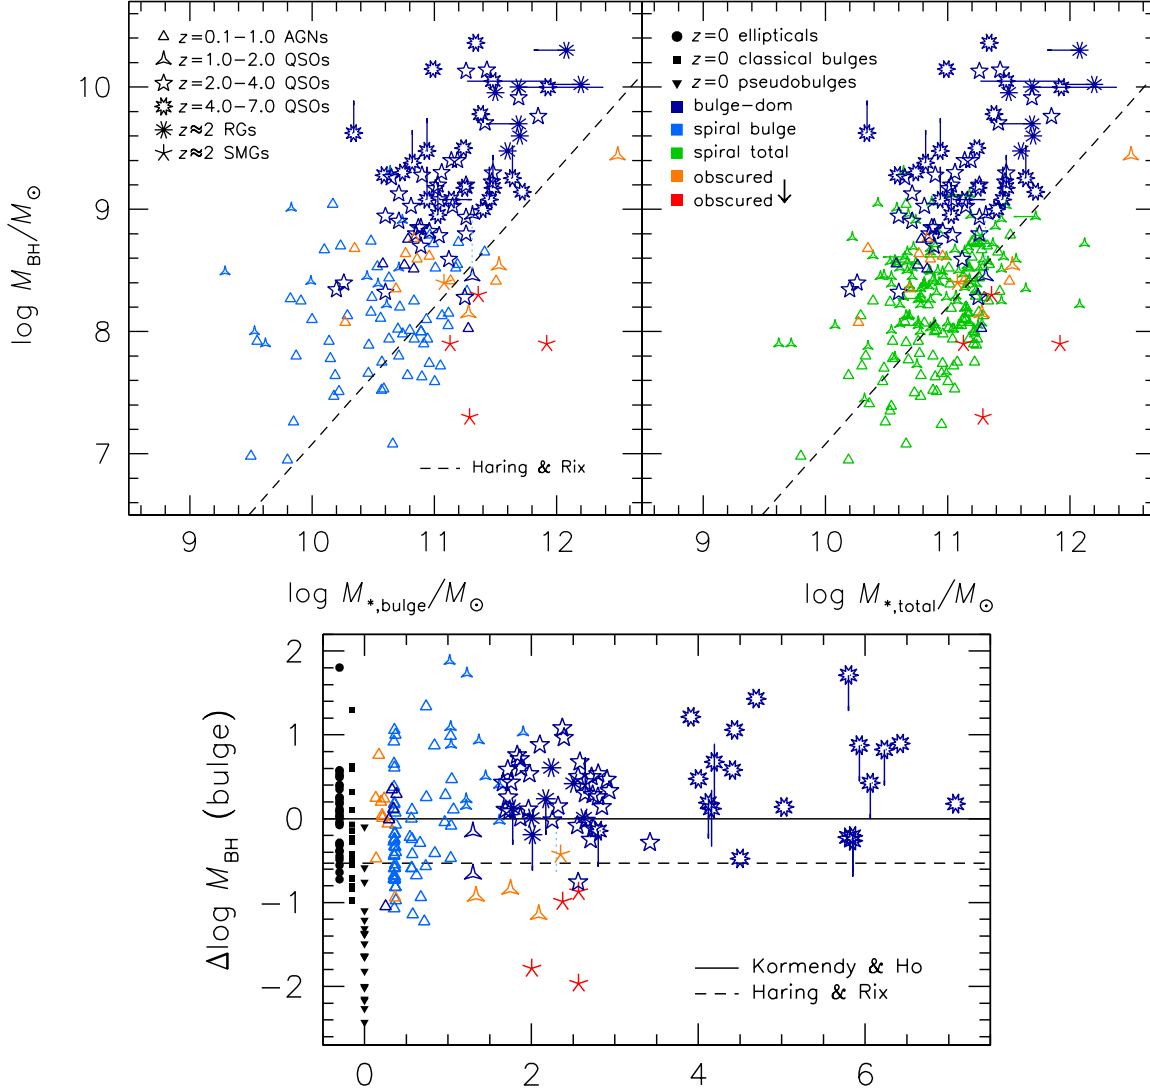 log M_BH/M_⊙
10
9
8
7
z=0.1−1.0 AGNs
z=1.0−2.0 QSOs
z=2.0−4.0 QSOs
z=4.0−7.0 QSOs
z≈2 RGs
z≈2 SMGs
Haring & Rix
z=0 ellipticals
z=0 classical bulges
z=0 pseudobulges
bulge−dom
spiral bulge
spiral total
obscured
obscured ↓
9 10 11 12
9 10 11 12
log M_*,bulge/M_⊙
log M_*,total/M_⊙
Δlog M_BH (bulge)
2
1
0
−1
−2
Kormendy & Ho
Haring & Rix
0 2 4 6